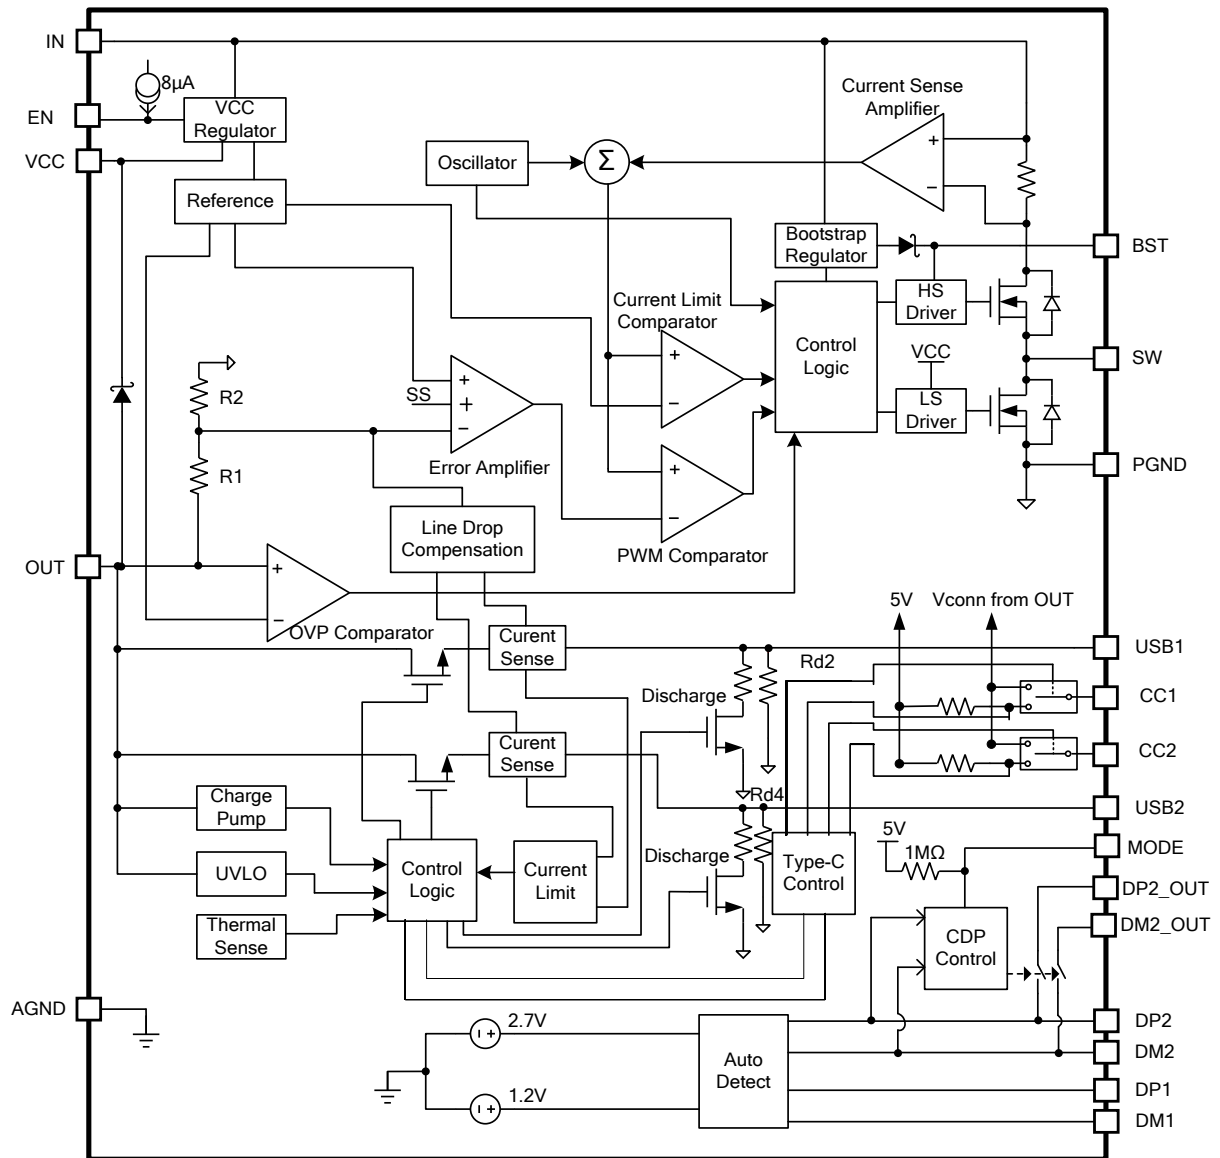 IN
8µA
EN
VCC
Regulator
VCC
Reference
Oscillator
Σ
Current Sense
Amplifier
+
−
Bootstrap
Regulator
BST
HS
Driver
Current Limit
Comparator
+
−
Control
Logic
VCC
LS
Driver
SW
PGND
R2
R1
SS
+
+
−
Error Amplifier
+
−
PWM Comparator
Line Drop
Compensation
OUT
+
−
OVP Comparator
5V
Vconn from OUT
Curent
Sense
USB1
Rd2
Discharge
CC1
Curent
Sense
CC2
Rd4
USB2
Charge
Pump
UVLO
Thermal
Sense
Control
Logic
Current
Limit
Discharge
Type-C
Control
5V
1MΩ
MODE
DP2_OUT
DM2_OUT
CDP
Control
AGND
2.7V
1.2V
Auto
Detect
DP2
DM2
DP1
DM1